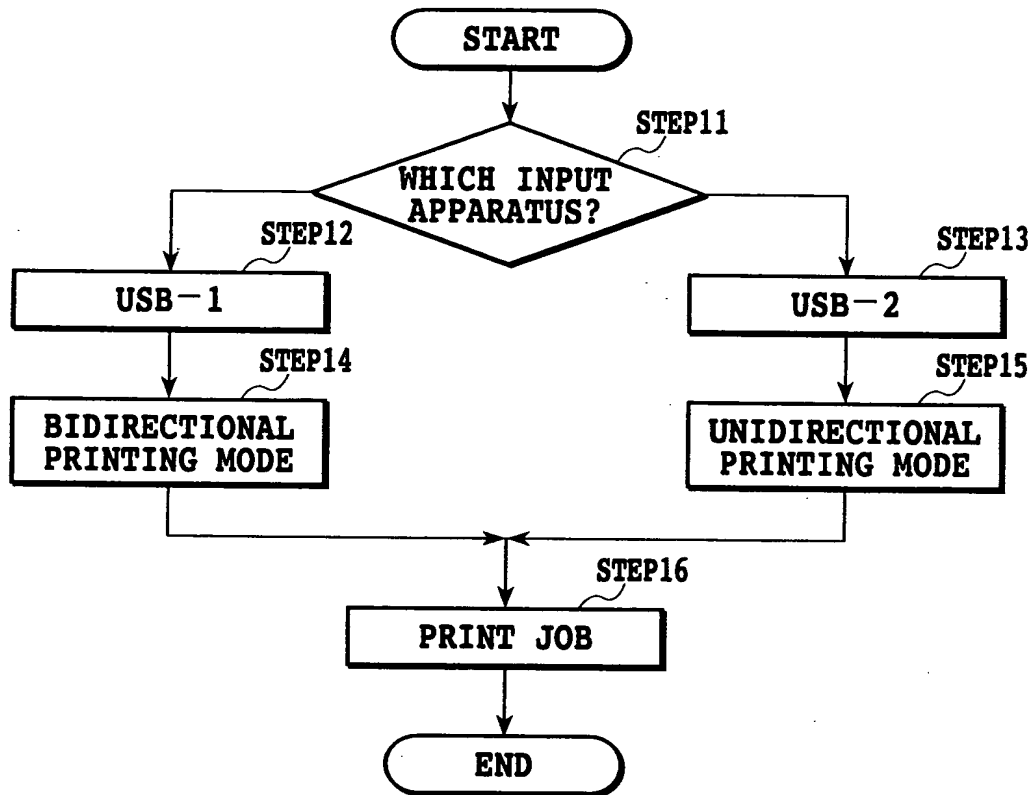 START
STEP11
WHICH INPUT
APPARATUS?
STEP12
USB-1
STEP13
USB-2
STEP14
BIDIRECTIONAL
PRINTING MODE
STEP15
UNIDIRECTIONAL
PRINTING MODE
STEP16
PRINT JOB
END